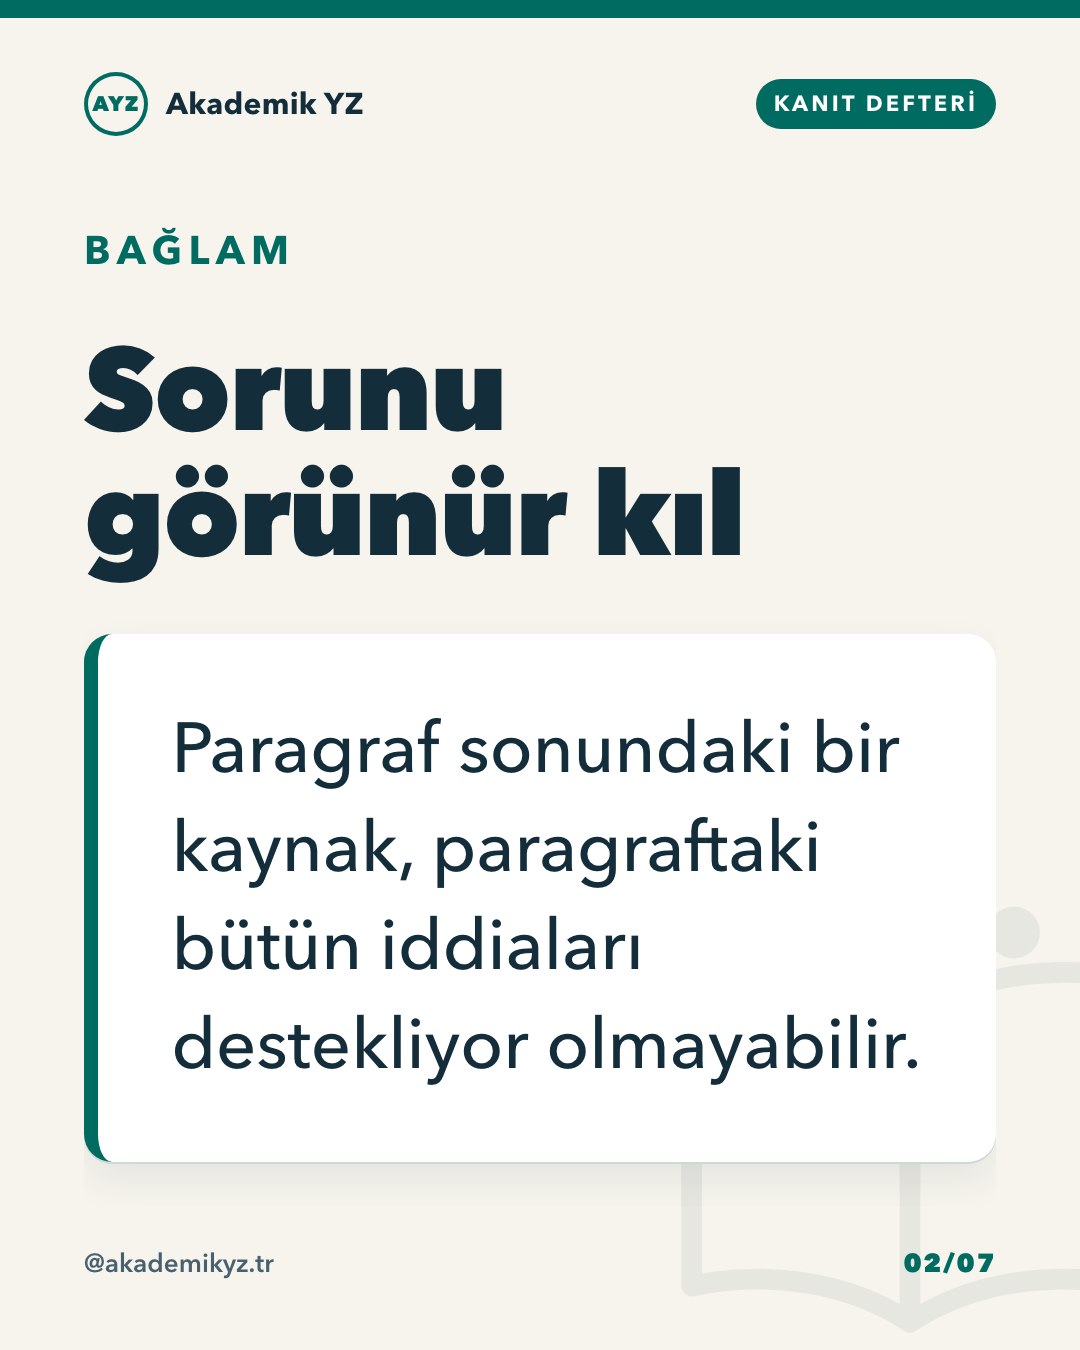 AYZ Akademik YZ
KANIT DEFTERİ
BAĞLAM
Sorunu
görünür kıl
Paragraf sonundaki bir
kaynak, paragraftaki
bütün iddiaları
destekliyor olmayabilir.
@akademikyz.tr
02/07